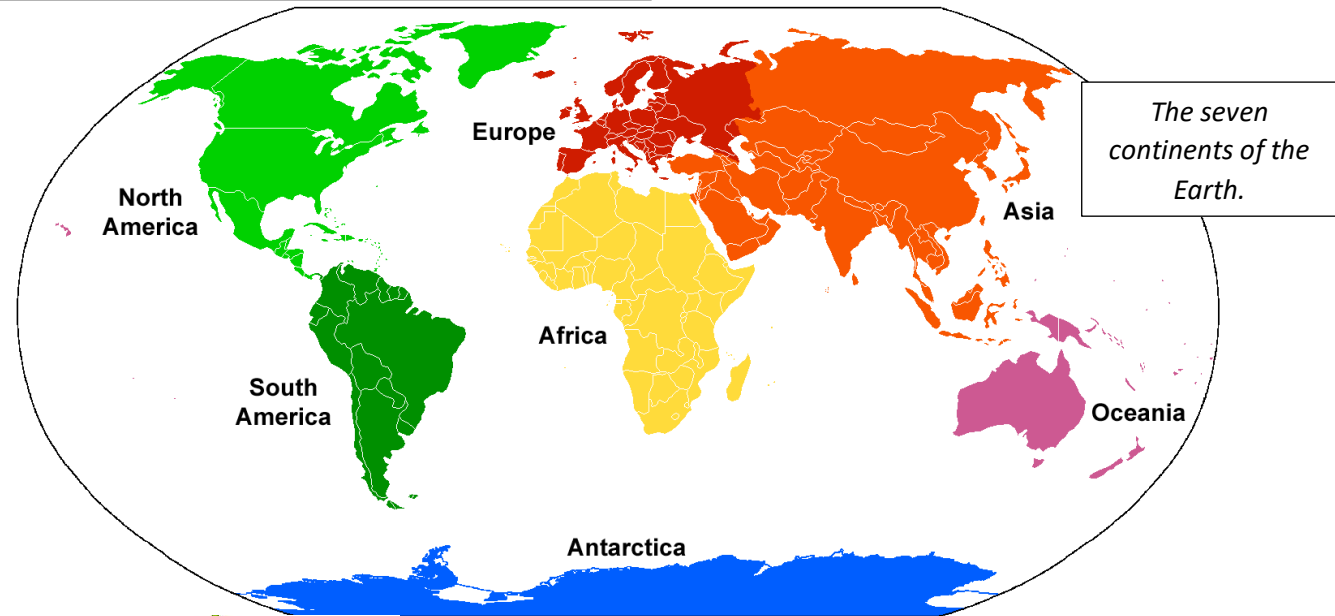 The seven
continents of the
Earth.
Europe
North
America
Asia
Africa
South
America
Oceania
Antarctica